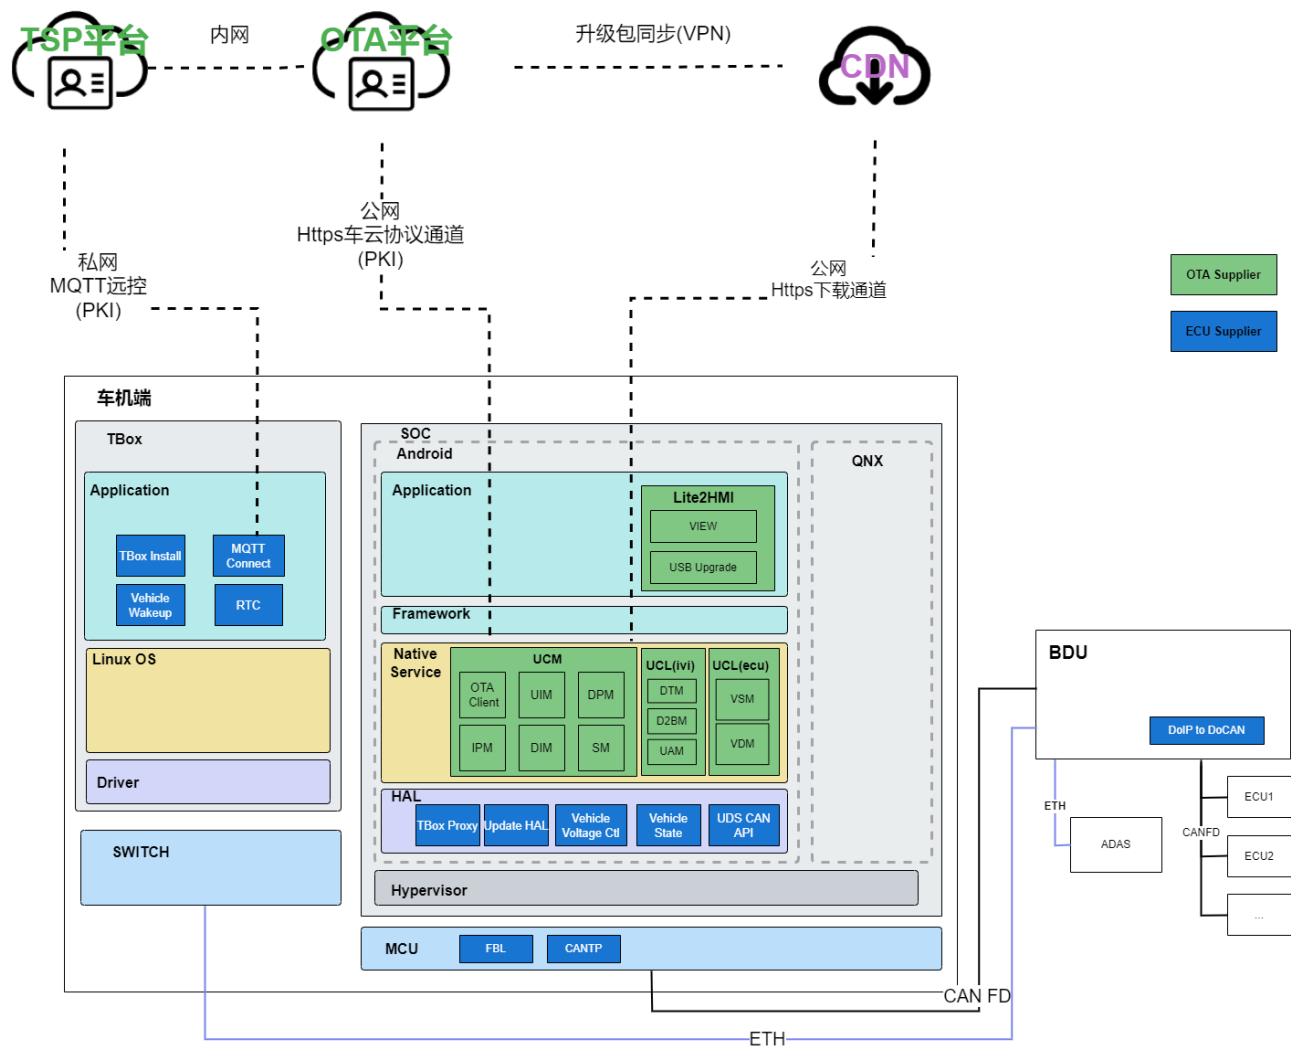 TSP平台
内网
OTA平台
升级包同步(VPN)
CDN
公网
Https车云协议通道
(PKI)
私网
MQTT远控
(PKI)
公网
Https下载通道
OTA Supplier
ECU Supplier
车机端
TBox
Application
TBox Install
MQTT
Connect
Vehicle
Wakeup
RTC
Linux OS
Driver
SWITCH
SOC
Android
Application
Lite2HMI
VIEW
USB Upgrade
Framework
Native
Service
UCM
OTA
Client
UIM
DPM
IPM
DIM
SM
UCL(ivi)
DTM
D2BM
UAM
UCL(ecu)
VSM
VDM
HAL
TBox Proxy
Update HAL
Vehicle
Voltage Ctl
Vehicle
State
UDS CAN
API
QNX
Hypervisor
MCU
FBL
CANTP
BDU
DoIP to DoCAN
ETH
ADAS
CANFD
ECU1
ECU2
...
CAN FD
ETH